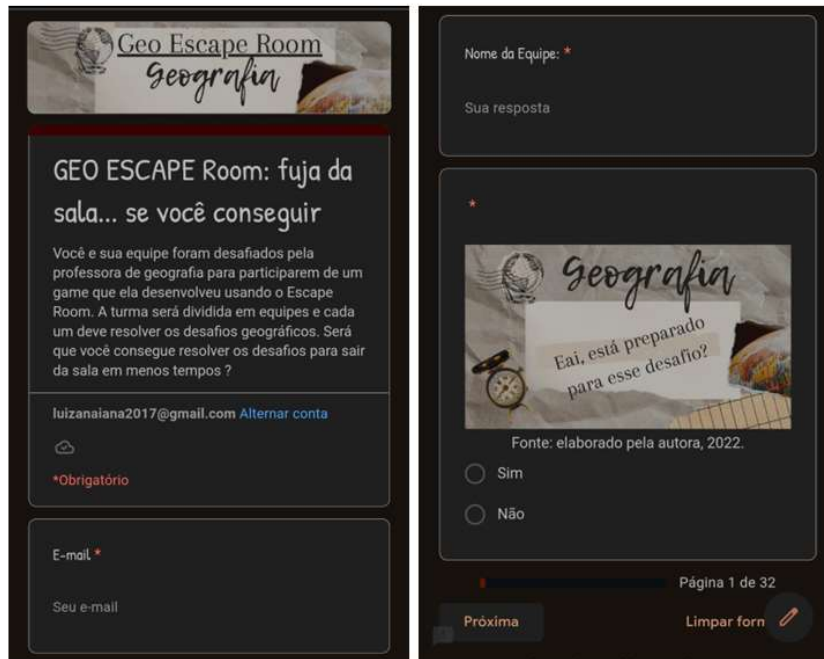 Geo Escape Room
Geografia
GEO ESCAPE Room: fuja da
sala... se você conseguir
Você e sua equipe foram desafiados pela
professora de geografia para participarem de um
game que ela desenvolveu usando o Escape
Room. A turma será dividida em equipes e cada
um deve resolver os desafios geográficos. Será
que você consegue resolver os desafios para sair
da sala em menos tempos ?
luizanaiana2017@gmail.com Alternar conta
*Obrigatório
E-mail *
Seu e-mail
Nome da Equipe: *
Sua resposta
*
Geografia
Eai, está preparado
para esse desafio?
Fonte: elaborado pela autora, 2022.
Sim
Não
Página 1 de 32
Próxima
Limpar forn